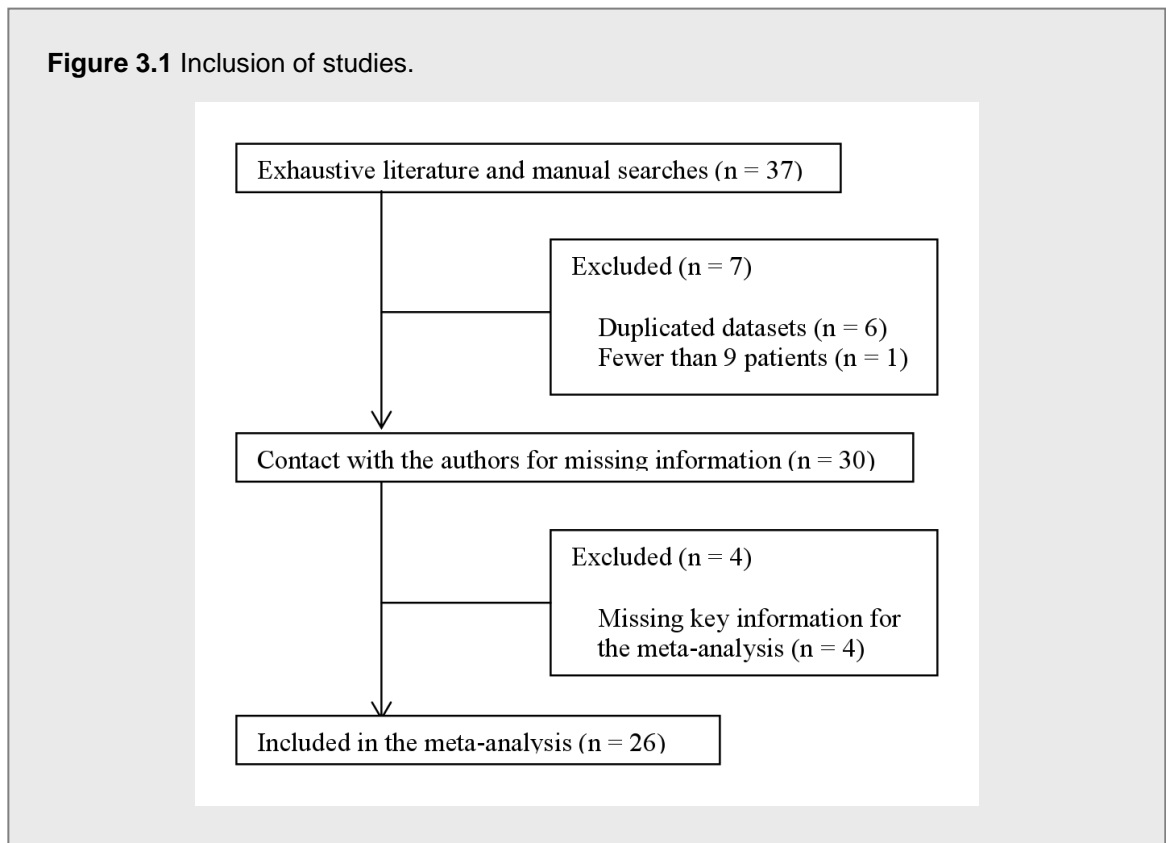 Figure 3.1 Inclusion of studies.
Exhaustive literature and manual searches (n = 37)
Excluded (n = 7)
Duplicated datasets (n = 6)
Fewer than 9 patients (n = 1)
Contact with the authors for missing information (n = 30)
Excluded (n = 4)
Missing key information for
the meta-analysis (n = 4)
Included in the meta-analysis (n = 26)